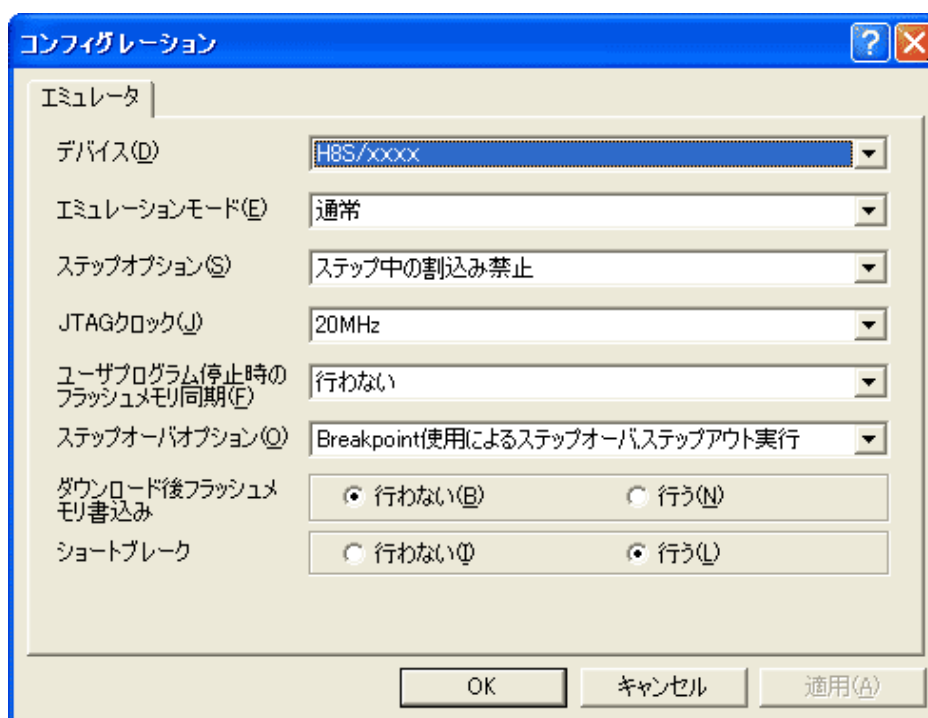 コンフィグレーション
エミュレータ
デバイス(D) H8S/xxxx
エミュレーションモード(E) 通常
ステップオプション(S) ステップ中の割込み禁止
JTAGクロック(J) 20MHz
ユーザプログラム停止時の
フラッシュメモリ同期(F) 行わない
ステップオーバオプション(O) Breakpoint使用によるステップオーバ,ステップアウト実行
ダウンロード後フラッシュメ
モリ書込み 行わない(B) 行う(N)
ショートブレーク 行わない(I) 行う(L)
OK キャンセル 適用(A)